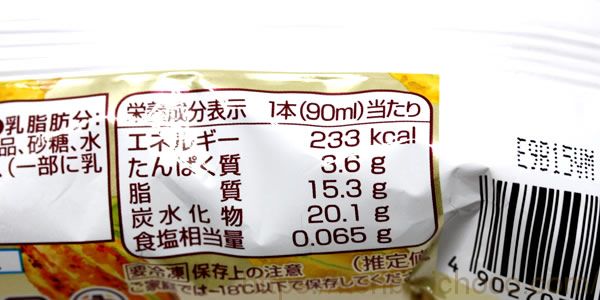 乳脂肪分:
品、砂糖、水
(一部に乳
栄養成分表示 1本(90ml)当たり
エネルギー 233 kcal
たんぱく質 3.6 g
脂質 15.3 g
炭水化物 20.1 g
食塩相当量 0.065 g
(推定値
要冷凍 保存上の注意
ご家庭では-18℃以下で保存してくだ
E9B15WM
4 902